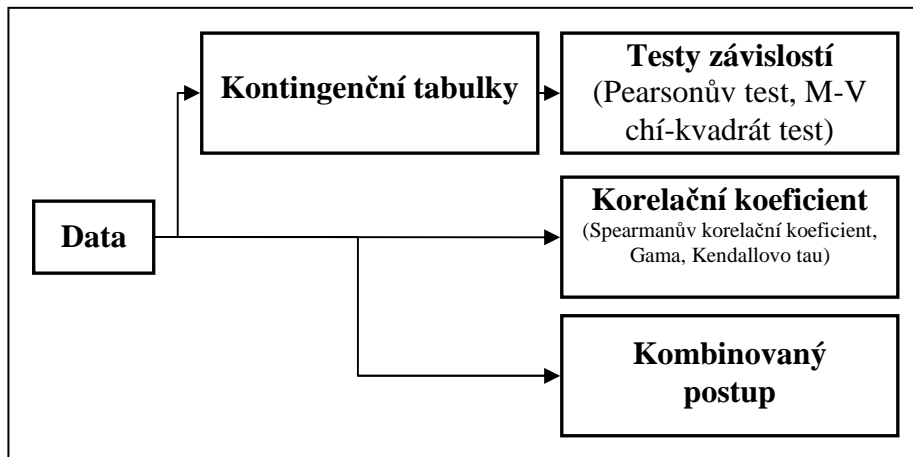 Data
Kontingenční tabulky
Testy závislostí
(Pearsonův test, M-V
chí-kvadrát test)
Korelační koeficient
(Spearmanův korelační koeficient,
Gama, Kendallovo tau)
Kombinovaný
postup